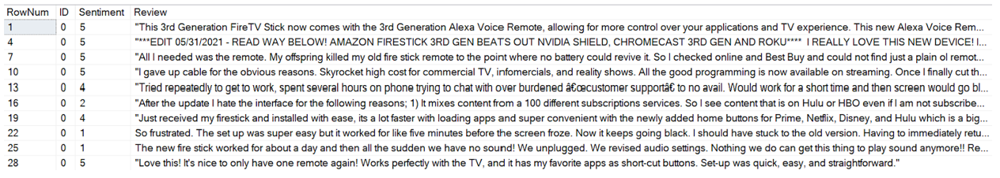 RowNum ID Sentiment Review
1 0 5 "This 3rd Generation FireTV Stick now comes with the 3rd Generation Alexa Voice Remote, allowing for more control over your applications and TV experience. This new Alexa Voice Rem...
4 0 5 "***EDIT 05/31/2021 - READ WAY BELOW! AMAZON FIRESTICK 3RD GEN BEATS OUT NVIDIA SHIELD, CHROMECAST 3RD GEN AND ROKU**** I REALLY LOVE THIS NEW DEVICE! I...
7 0 5 "All I needed was the remote. My offspring killed my old fire stick remote to the point where no battery could revive it. So I checked online and Best Buy and could not find just a plain ol remot...
10 0 5 "I gave up cable for the obvious reasons. Skyrocket high cost for commercial TV, infomercials, and reality shows. All the good programming is now available on streaming. Once I finally cut th...
13 0 4 "Tried repeatedly to get to work, spent several hours on phone trying to chat with over burdened â€œcustomer supportâ€ to no avail. Would work for a short time and then screen would go bl...
16 0 2 "After the update I hate the interface for the following reasons; 1) It mixes content from a 100 different subscriptions services. So I see content that is on Hulu or HBO even if I am not subscribe...
19 0 4 "Just received my firestick and installed with ease, its a lot faster with loading apps and super convenient with the newly added home buttons for Prime, Netflix, Disney, and Hulu which is a big...
22 0 1 So frustrated. The set up was super easy but it worked for like five minutes before the screen froze. Now it keeps going black. I should have stuck to the old version. Having to immediately retu...
25 0 1 The new fire stick worked for about a day and then all the sudden we have no sound! We unplugged. We revised audio settings. Nothing we do can get this thing to play sound anymore!! Re...
28 0 5 "Love this! It's nice to only have one remote again! Works perfectly with the TV, and it has my favorite apps as short-cut buttons. Set-up was quick, easy, and straightforward."